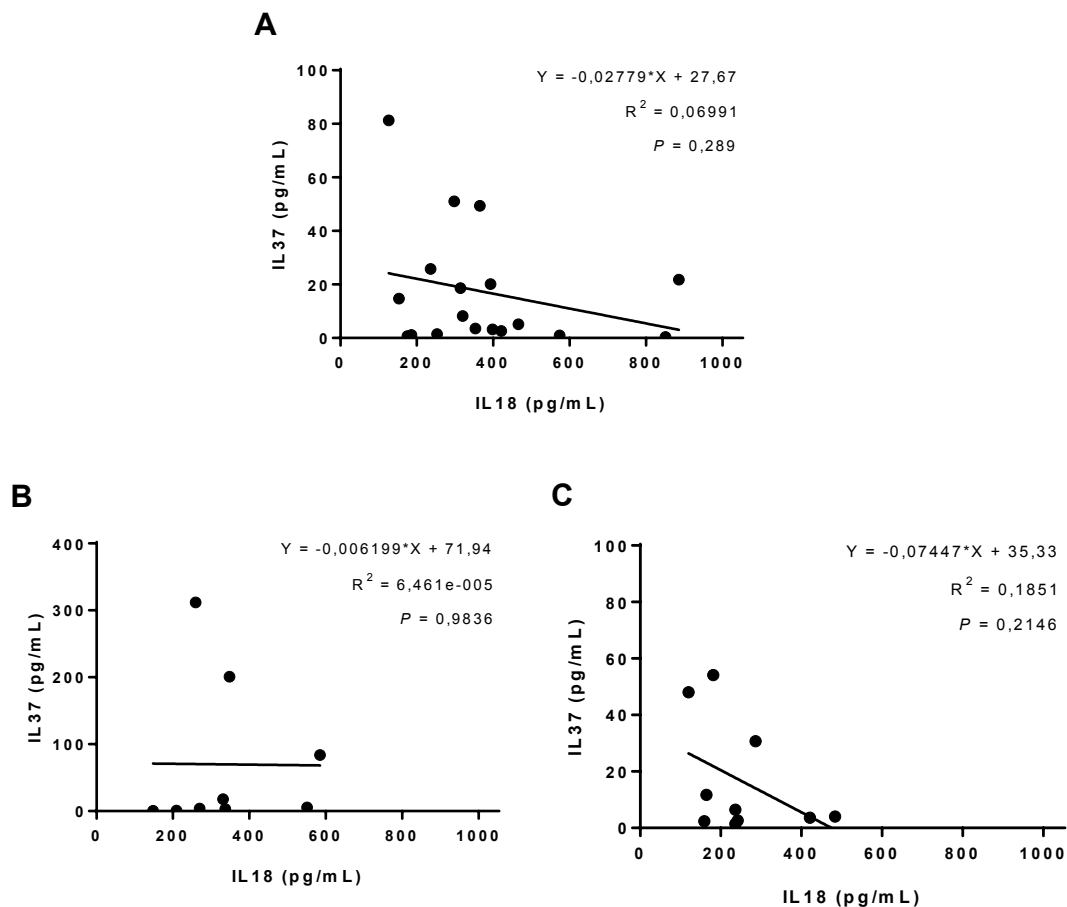 A
Y = -0,02779*X + 27,67
R² = 0,06991
P = 0,289
100
80
60
40
20
0
IL37 (pg/mL)
0 200 400 600 800 1000
IL18 (pg/mL)
B
Y = -0,006199*X + 71,94
R² = 6,461e-005
P = 0,9836
400
300
200
100
0
IL37 (pg/mL)
0 200 400 600 800 1000
IL18 (pg/mL)
C
Y = -0,07447*X + 35,33
R² = 0,1851
P = 0,2146
100
80
60
40
20
0
IL37 (pg/mL)
0 200 400 600 800 1000
IL18 (pg/mL)